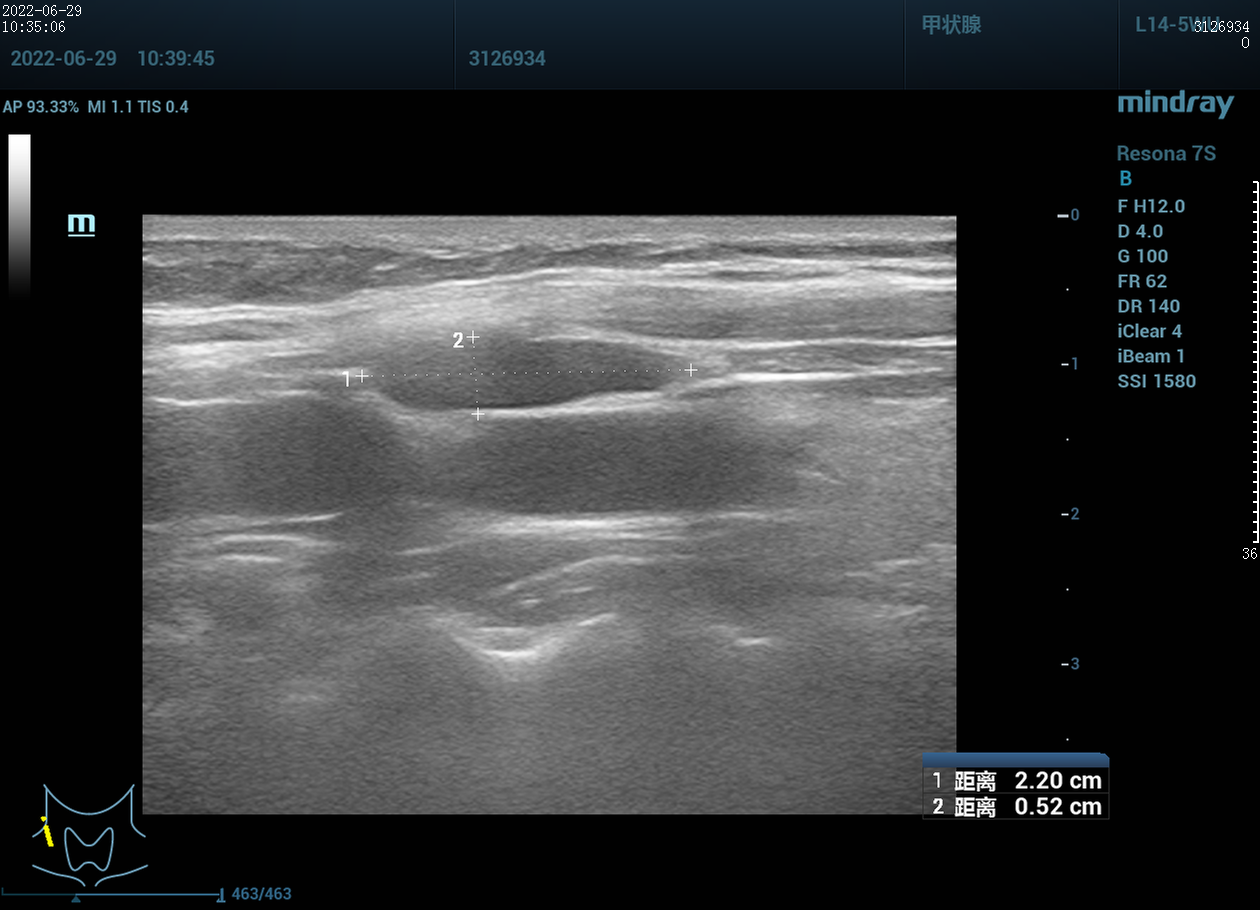 2022-06-29
10:35:06
2022-06-29 10:39:45
3126934
甲状腺
L14-5W
3126934
0
AP 93.33% MI 1.1 TIS 0.4
mindray
Resona 7S
B
F H12.0
D 4.0
G 100
FR 62
DR 140
iClear 4
iBeam 1
SSI 1580
m
0
1
2
3
36
2
1
1 距离 2.20 cm
2 距离 0.52 cm
463/463